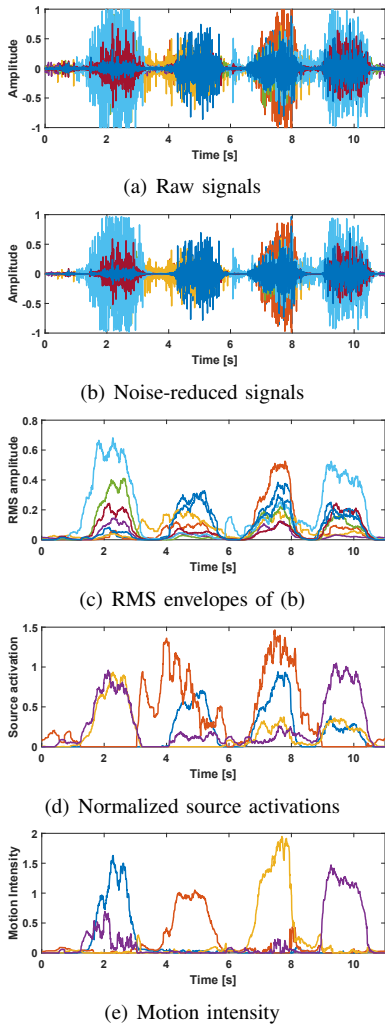 1
0.5
0
-0.5
-1
Amplitude
0 2 4 6 8 10
Time [s]
(a) Raw signals
1
0.5
0
-0.5
-1
Amplitude
0 2 4 6 8 10
Time [s]
(b) Noise-reduced signals
0.8
0.6
0.4
0.2
0
RMS amplitude
0 2 4 6 8 10
Time [s]
(c) RMS envelopes of (b)
1.5
1
0.5
0
Source activation
0 2 4 6 8 10
Time [s]
(d) Normalized source activations
2
1.5
1
0.5
0
Motion Intensity
0 2 4 6 8 10
Time [s]
(e) Motion intensity